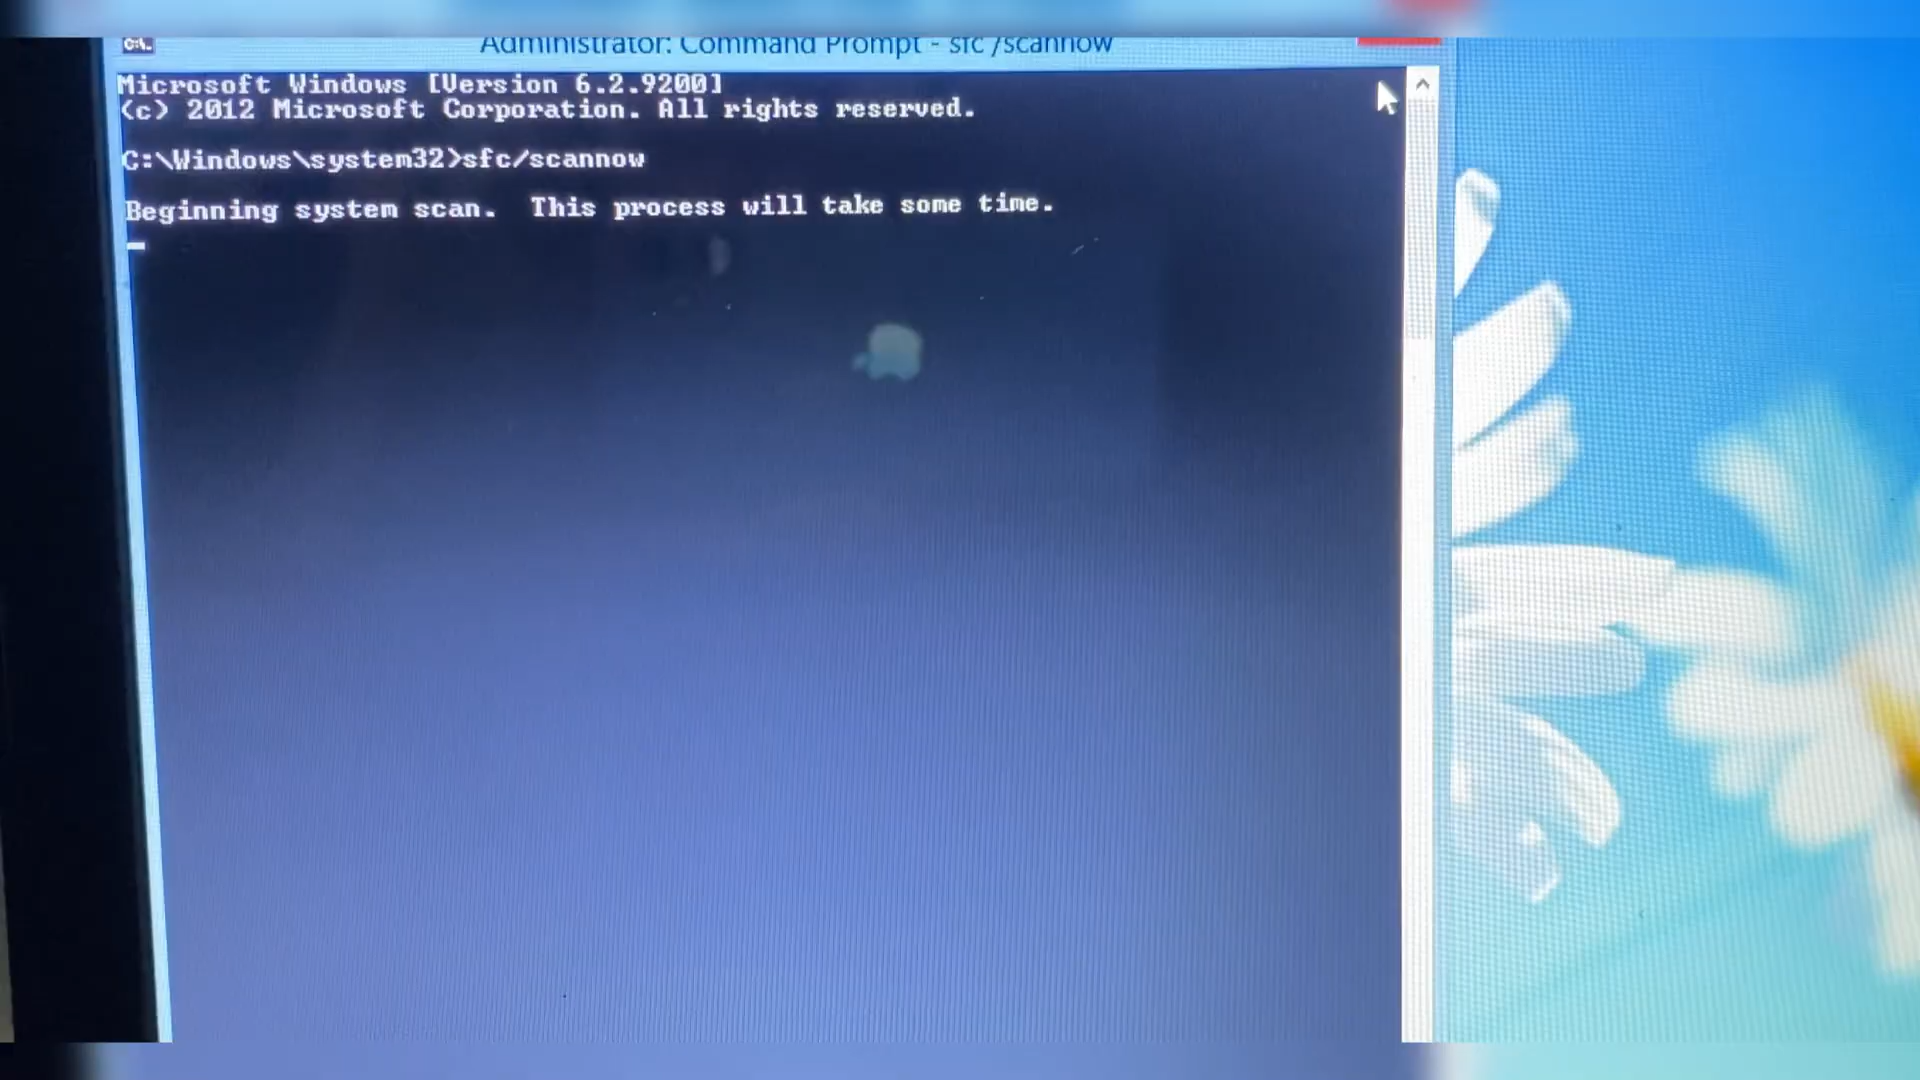 C:\.
Administrator: Command Prompt - sfc /scannow
Microsoft Windows [Version 6.2.9200]
(c) 2012 Microsoft Corporation. All rights reserved.
C:\Windows\system32>sfc/scannow
Beginning system scan.  This process will take some time.